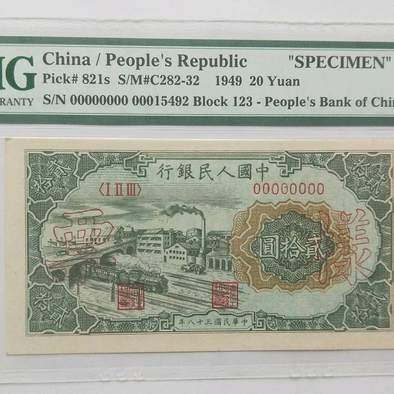 MG China / People's Republic "SPECIMEN"
Pick# 821s S/M#C282-32 1949 20 Yuan
RANTY S/N 00000000 00015492 Block 123 - People's Bank of Chin
行銀民人國中
〈I II III〉 00000000
圓拾貳
年八十三國民華中